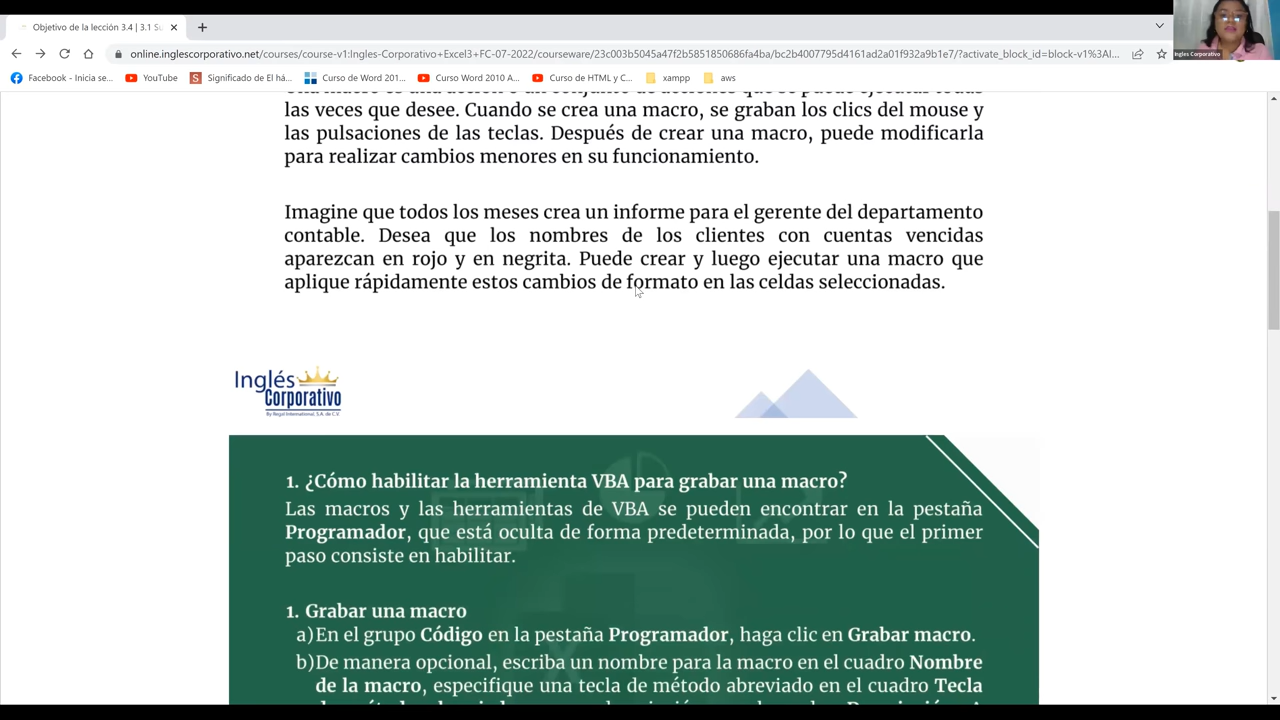 Objetivo de la lección 3.4 | 3.1 Su
Ingles Corporativo
online.inglescorporativo.net/courses/course-v1:Ingles-Corporativo+Excel3+FC-07-2022/courseware/23c003b5045a47f2b5851850686fa4ba/bc2b4007795d4161ad2a01f932a9b1e7/?activate_block_id=block-v1%3AI...
Facebook - Inicia se... YouTube Significado de El há... Curso de Word 201... Curso Word 2010 A... Curso de HTML y C... xampp aws
las veces que desee. Cuando se crea una macro, se graban los clics del mouse y
las pulsaciones de las teclas. Después de crear una macro, puede modificarla
para realizar cambios menores en su funcionamiento.
Imagine que todos los meses crea un informe para el gerente del departamento
contable. Desea que los nombres de los clientes con cuentas vencidas
aparezcan en rojo y en negrita. Puede crear y luego ejecutar una macro que
aplique rápidamente estos cambios de formato en las celdas seleccionadas.
Inglés
Corporativo
By Regal International, S.A. de C.V.
1. ¿Cómo habilitar la herramienta VBA para grabar una macro?
Las macros y las herramientas de VBA se pueden encontrar en la pestaña
Programador, que está oculta de forma predeterminada, por lo que el primer
paso consiste en habilitar.
1. Grabar una macro
a)En el grupo Código en la pestaña Programador, haga clic en Grabar macro.
b)De manera opcional, escriba un nombre para la macro en el cuadro Nombre
de la macro, especifique una tecla de método abreviado en el cuadro Tecla